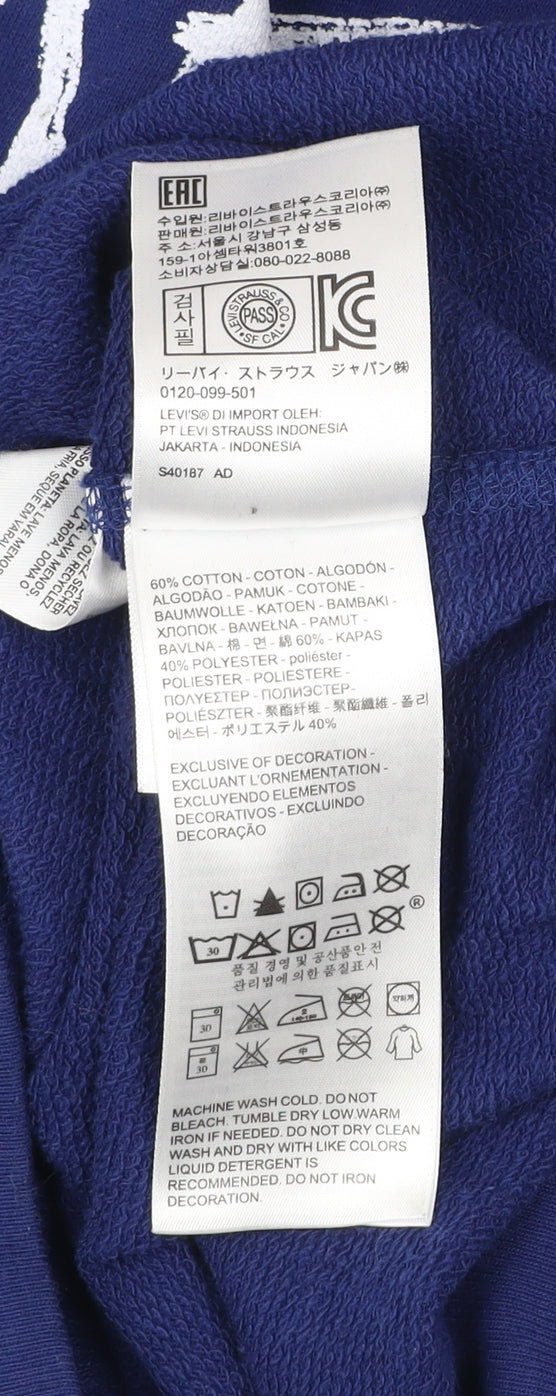 EAC
수입원:리바이스트라우스코리아㈜
판매원:리바이스트라우스코리아㈜
주 소:서울시 강남구 삼성동
159-1아셈타워3801호
소비자상담실:080-022-8088
검사필
LEVI STRAUSS & CO
PASS
SF CAL
KC
リーバイ· ストラウス ジャパン㈱
0120-099-501
LEVI'S® DI IMPORT OLEH:
PT LEVI STRAUSS INDONESIA
JAKARTA - INDONESIA
S40187 AD
60% COTTON - COTON - ALGODÓN -
ALGODÃO - PAMUK - COTONE -
BAUMWOLLE - KATOEN - BAMBAKI -
ХЛОПОК - BAWEŁNA - PAMUT -
BAVLNA - 棉 - 면 - 綿 60% - KAPAS
40% POLYESTER - poliéster -
POLIESTER - POLIESTERE -
ΠΟΛΥΕΣΤΕΡ - ПОЛИЭСТЕР-
POLIÉSZTER - 聚酯纤维 - 聚酯纖維 - 폴리
에스터 - ポリエステル 40%
EXCLUSIVE OF DECORATION -
EXCLUANT L'ORNEMENTATION -
EXCLUYENDO ELEMENTOS
DECORATIVOS - EXCLUINDO
DECORAÇÃO
®
30
품질 경영 및 공산품안전
관리법에 의한 품질표시
30
30
中
MACHINE WASH COLD. DO NOT
BLEACH. TUMBLE DRY LOW.WARM
IRON IF NEEDED. DO NOT DRY CLEAN
WASH AND DRY WITH LIKE COLORS
LIQUID DETERGENT IS
RECOMMENDED. DO NOT IRON
DECORATION.